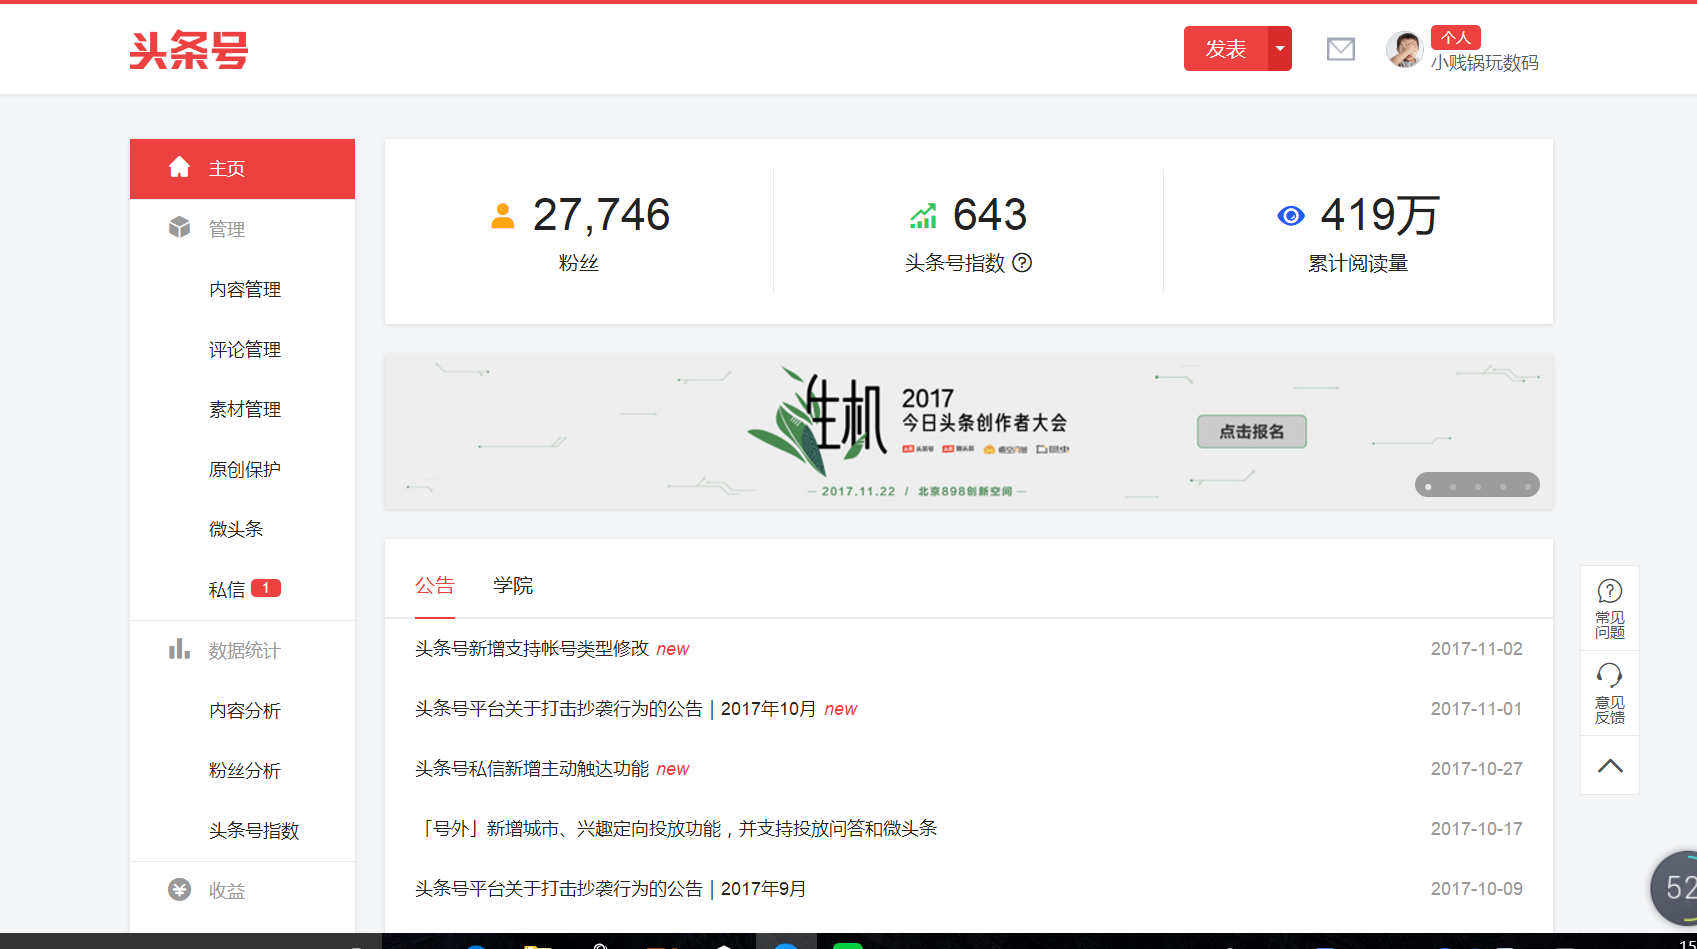 头条号
发表
个人
小贱锅玩数码
主页
管理
内容管理
评论管理
素材管理
原创保护
微头条
私信 1
数据统计
内容分析
粉丝分析
头条号指数
收益
27,746
粉丝
643
头条号指数 ?
419万
累计阅读量
生机
2017
今日头条创作者大会
2017.11.22 / 北京898创新空间
点击报名
公告 学院
头条号新增支持帐号类型修改 new 2017-11-02
头条号平台关于打击抄袭行为的公告 | 2017年10月 new 2017-11-01
头条号私信新增主动触达功能 new 2017-10-27
「号外」新增城市、兴趣定向投放功能，并支持投放问答和微头条 2017-10-17
头条号平台关于打击抄袭行为的公告 | 2017年9月 2017-10-09
常见
问题
意见
反馈
52